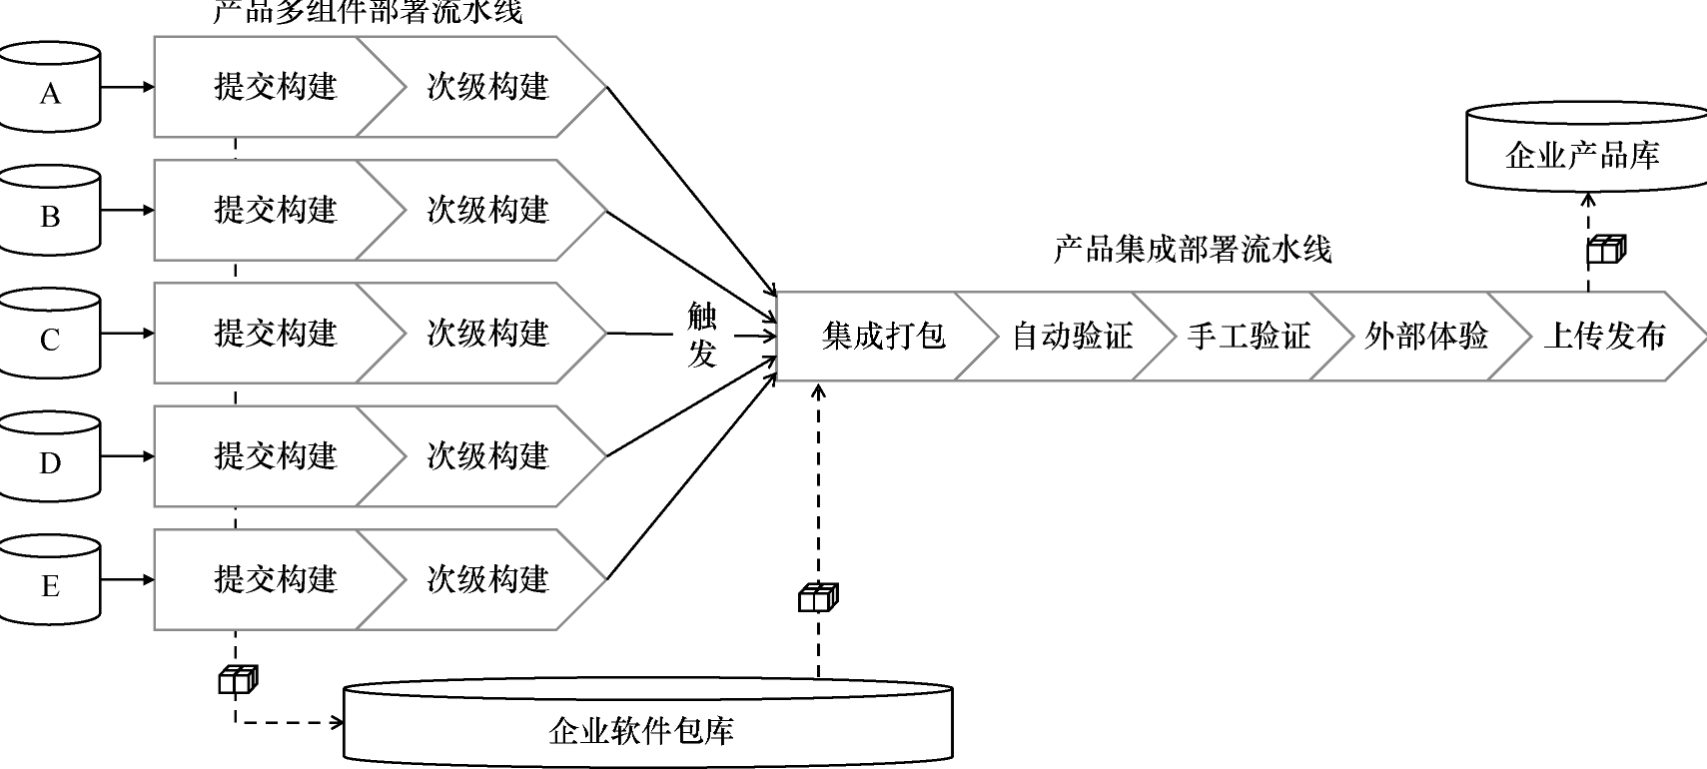 产品多组件部署流水线
A
提交构建
次级构建
企业产品库
B
提交构建
次级构建
产品集成部署流水线
C
提交构建
次级构建
触
发
集成打包
自动验证
手工验证
外部体验
上传发布
D
提交构建
次级构建
E
提交构建
次级构建
企业软件包库